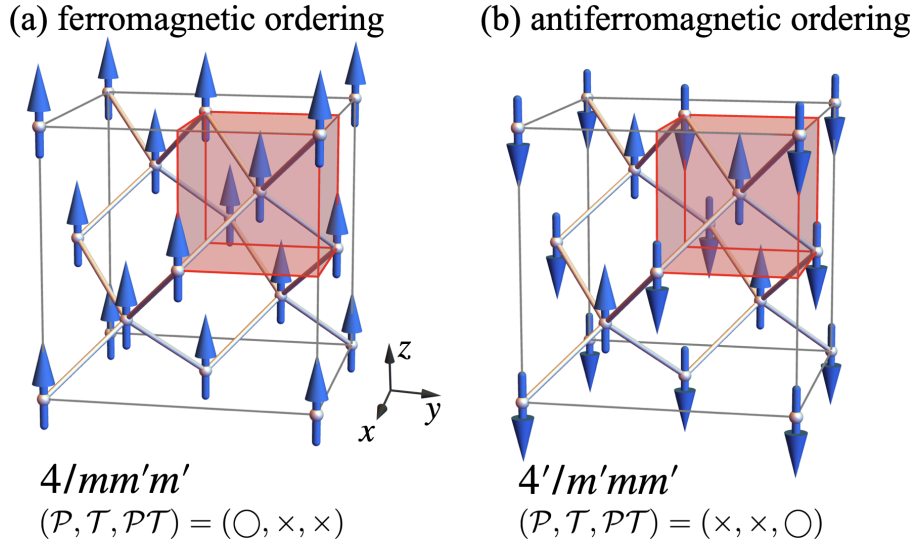 (a) ferromagnetic ordering
(b) antiferromagnetic ordering
z
y
x
4/mm′m′
4′/m′mm′
(𝒫, 𝒯, 𝒫𝒯) = (◯, ×, ×)
(𝒫, 𝒯, 𝒫𝒯) = (×, ×, ◯)